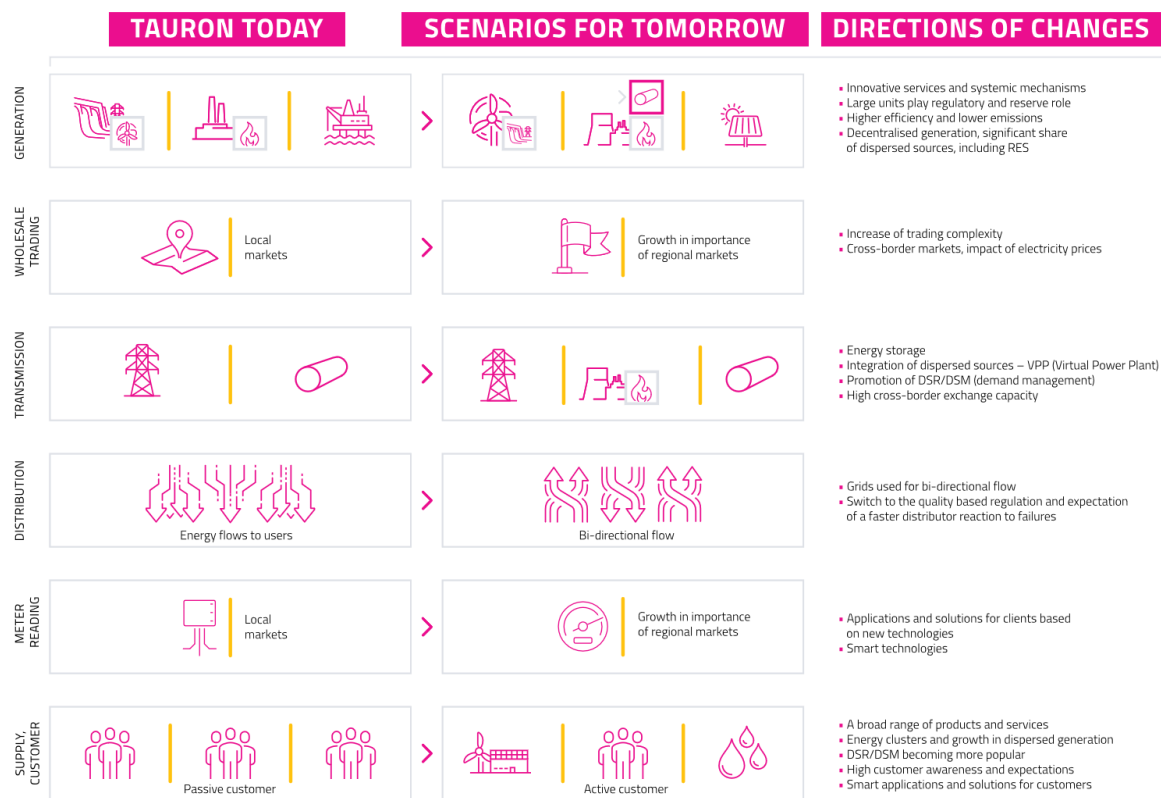 TAURON TODAY
SCENARIOS FOR TOMORROW
DIRECTIONS OF CHANGES
GENERATION
▪ Innovative services and systemic mechanisms
▪ Large units play regulatory and reserve role
▪ Higher efficiency and lower emissions
▪ Decentralised generation, significant share
of dispersed sources, including RES
WHOLESALE
TRADING
Local
markets
Growth in importance
of regional markets
▪ Increase of trading complexity
▪ Cross-border markets, impact of electricity prices
TRANSMISSION
▪ Energy storage
▪ Integration of dispersed sources – VPP (Virtual Power Plant)
▪ Promotion of DSR/DSM (demand management)
▪ High cross-border exchange capacity
DISTRIBUTION
Energy flows to users
Bi-directional flow
▪ Grids used for bi-directional flow
▪ Switch to the quality based regulation and expectation
of a faster distributor reaction to failures
METER
READING
Local
markets
Growth in importance
of regional markets
▪ Applications and solutions for clients based
on new technologies
▪ Smart technologies
SUPPLY,
CUSTOMER
Passive customer
Active customer
▪ A broad range of products and services
▪ Energy clusters and growth in dispersed generation
▪ DSR/DSM becoming more popular
▪ High customer awareness and expectations
▪ Smart applications and solutions for customers